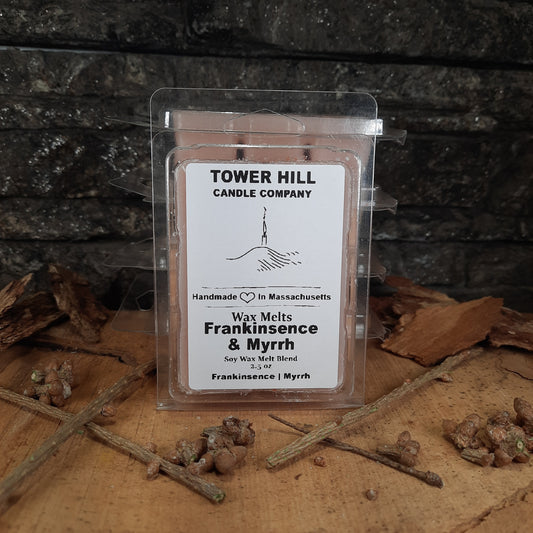 TOWER HILL
CANDLE COMPANY
Handmade In Massachusetts
Wax Melts
Frankinsence
& Myrrh
Soy Wax Melt Blend
2.5 oz
Frankinsence | Myrrh